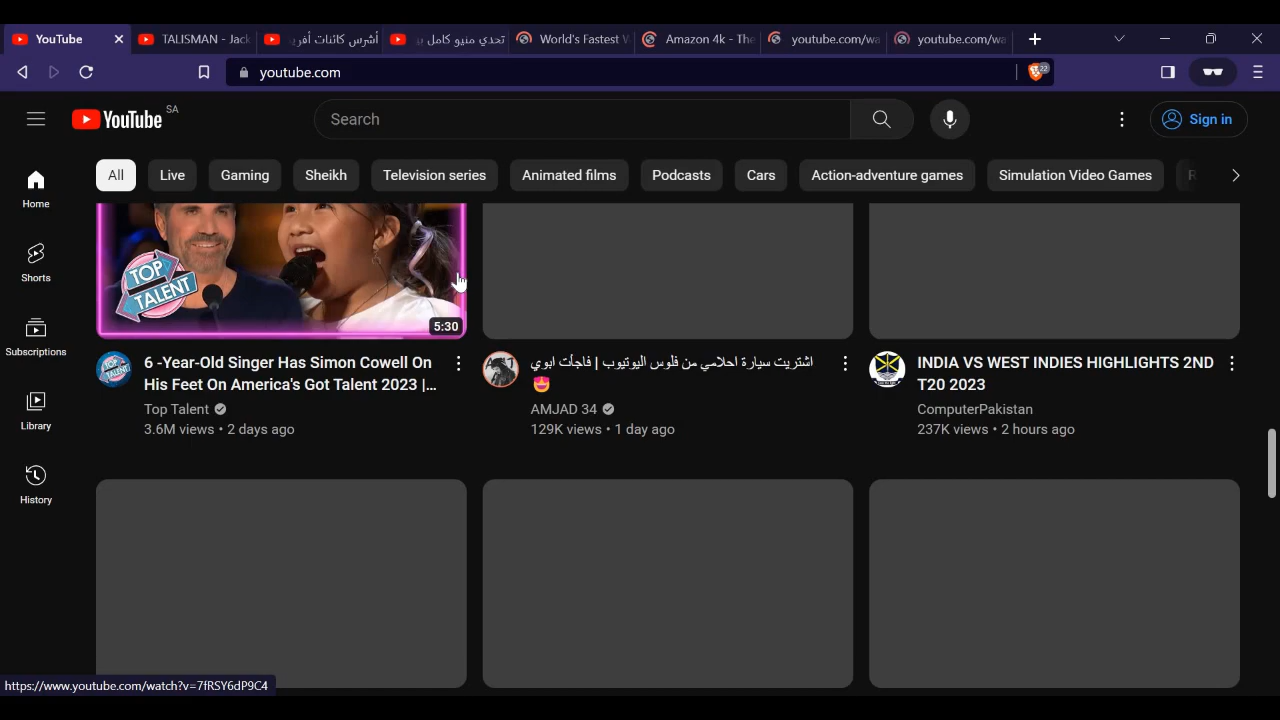 YouTube
TALISMAN - Jack
أشرس كائنات أفري
تحدي منيو كامل بي
World's Fastest W
Amazon 4k - The
youtube.com/wa
youtube.com/wa
youtube.com
22
YouTube SA
Search
Sign in
All
Live
Gaming
Sheikh
Television series
Animated films
Podcasts
Cars
Action-adventure games
Simulation Video Games
R
Home
Shorts
Subscriptions
Library
History
TOP
TALENT
5:30
6 -Year-Old Singer Has Simon Cowell On
His Feet On America's Got Talent 2023 |...
Top Talent
3.6M views • 2 days ago
اشتريت سيارة احلامي من فلوس اليوتيوب | فاجأت ابوي
😍
AMJAD 34
129K views • 1 day ago
INDIA VS WEST INDIES HIGHLIGHTS 2ND
T20 2023
ComputerPakistan
237K views • 2 hours ago
https://www.youtube.com/watch?v=7fRSY6dP9C4